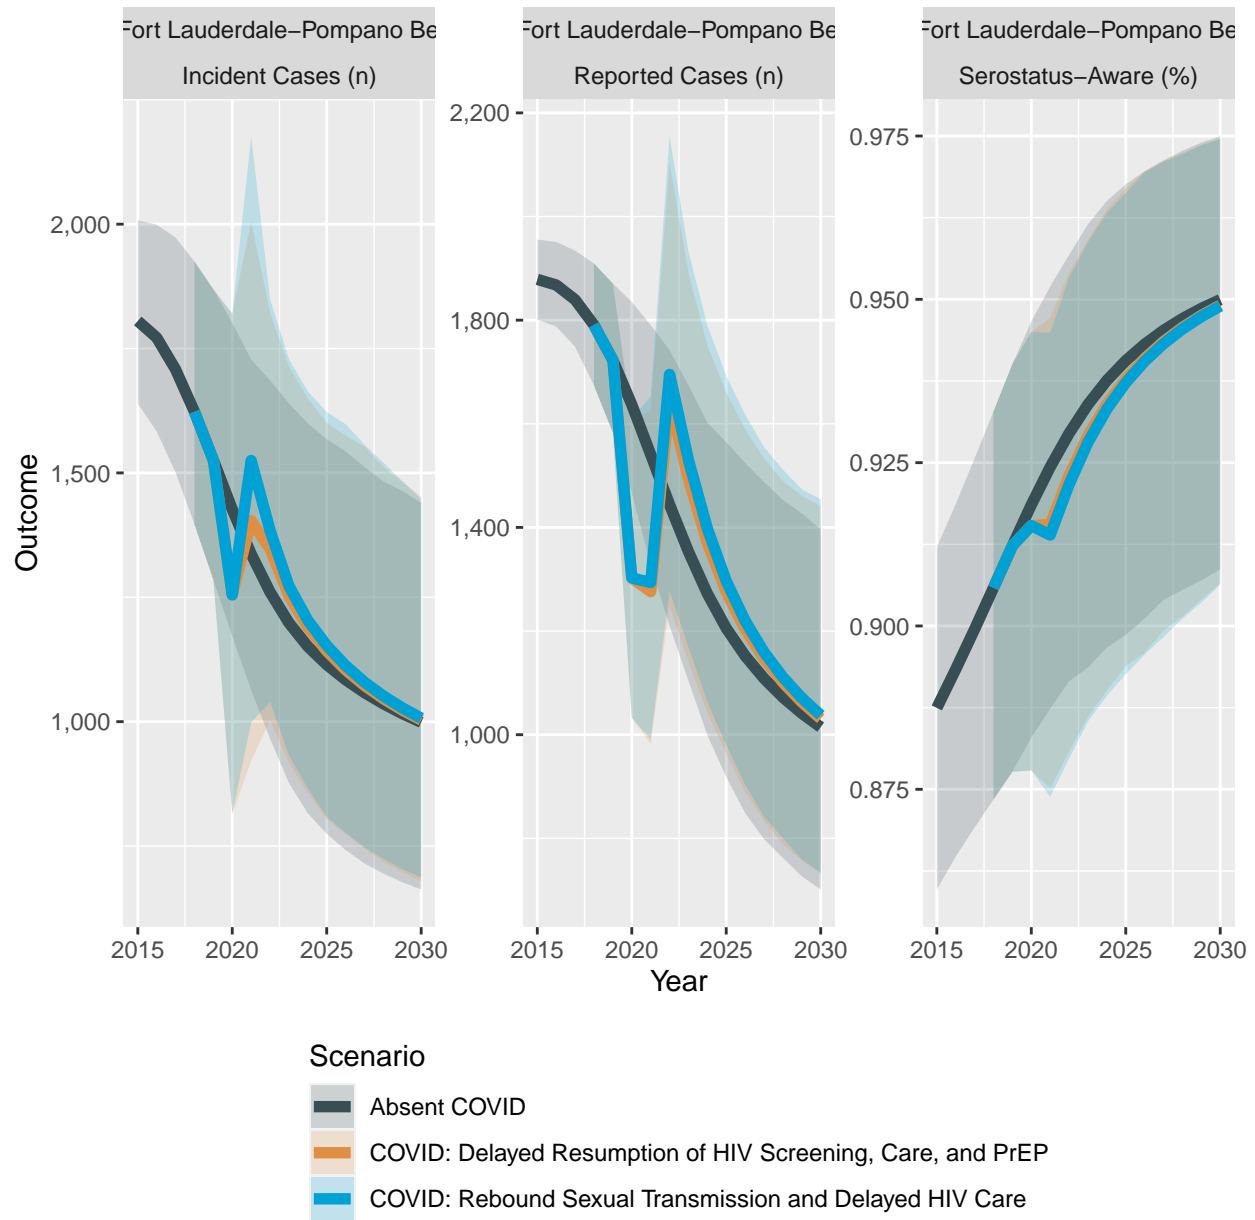 Fort Lauderdale−Pompano Be
Fort Lauderdale−Pompano Be
Fort Lauderdale−Pompano Be
Incident Cases (n)
Reported Cases (n)
Serostatus−Aware (%)
2,000
1,500
1,000
2,200
1,800
1,400
1,000
0.975
0.950
0.925
0.900
0.875
2015 2020 2025 2030
2015 2020 2025 2030
2015 2020 2025 2030
Outcome
Year
Scenario
Absent COVID
COVID: Delayed Resumption of HIV Screening, Care, and PrEP
COVID: Rebound Sexual Transmission and Delayed HIV Care